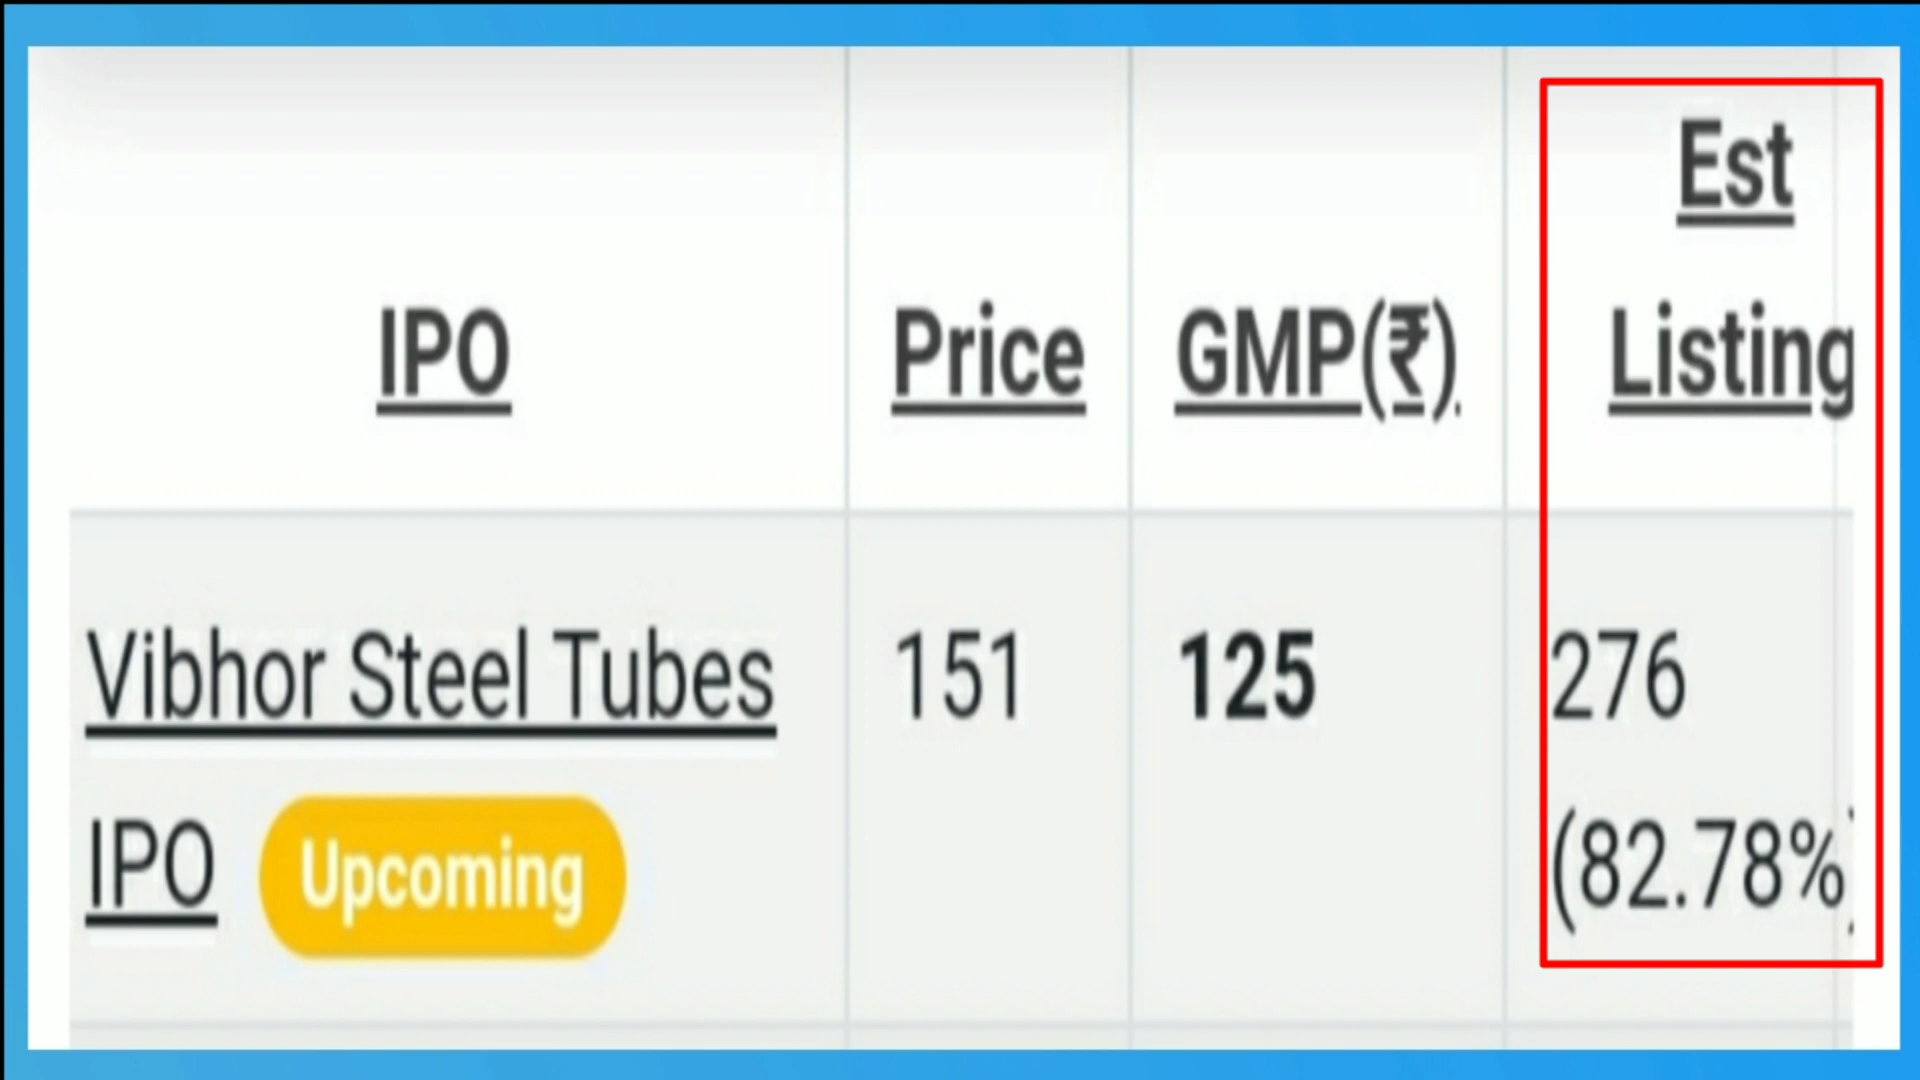 Est
IPO Price GMP(₹) Listing
Vibhor Steel Tubes 151 125 276
IPO Upcoming (82.78%)